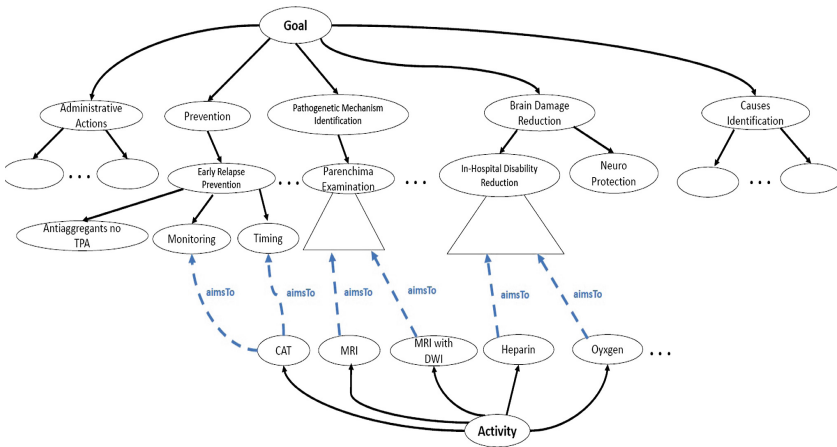 Goal
Administrative
Actions
Prevention
Pathogenetic Mechanism
Identification
Brain Damage
Reduction
Causes
Identification
Early Relapse
Prevention
...
Parenchima
Examination
...
In-Hospital Disability
Reduction
Neuro
Protection
...
...
Antiaggregants no
TPA
Monitoring
Timing
aimsTo
aimsTo
aimsTo
aimsTo
aimsTo
CAT
MRI
MRI with
DWI
Heparin
Oyxgen
...
Activity